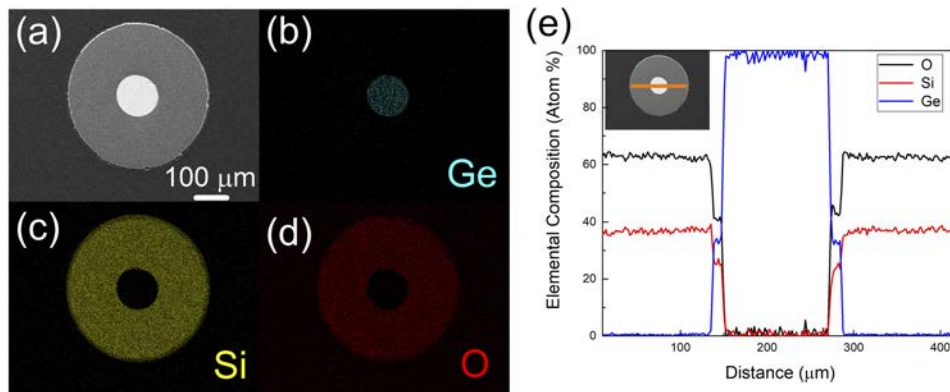 (a)
100 μm
(b)
Ge
(c)
Si
(d)
O
(e)
Elemental Composition (Atom %)
100
80
60
40
20
0
O
Si
Ge
100 200 300 400
Distance (μm)